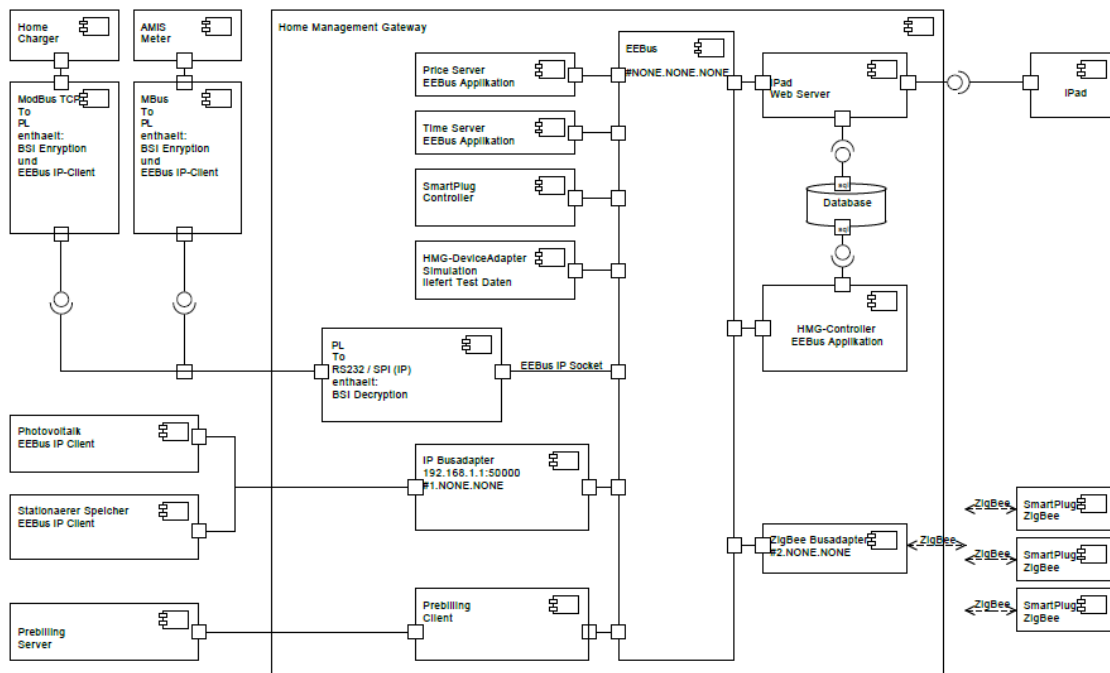 Home
Charger
AMIS
Meter
Home Management Gateway
ModBus TCP
To
PL
enthaelt:
BSI Enryption
und
EEBus IP-Client
MBus
To
PL
enthaelt:
BSI Enryption
und
EEBus IP-Client
Price Server
EEBus Applikation
Time Server
EEBus Applikation
SmartPlug
Controller
HMG-DeviceAdapter
Simulation
liefert Test Daten
EEBus
#NONE.NONE.NONE
IPad
Web Server
IPad
sql
Database
sql
HMG-Controller
EEBus Applikation
PL
To
RS232 / SPI (IP)
enthaelt:
BSI Decryption
EEBus IP Socket
Photovoltaik
EEBus IP Client
Stationaerer Speicher
EEBus IP Client
IP Busadapter
192.168.1.1:50000
#1.NONE.NONE
ZigBee Busadapter
#2.NONE.NONE
ZigBee
ZigBee
SmartPlug
ZigBee
ZigBee
SmartPlug
ZigBee
ZigBee
SmartPlug
ZigBee
Prebilling
Server
Prebilling
Client